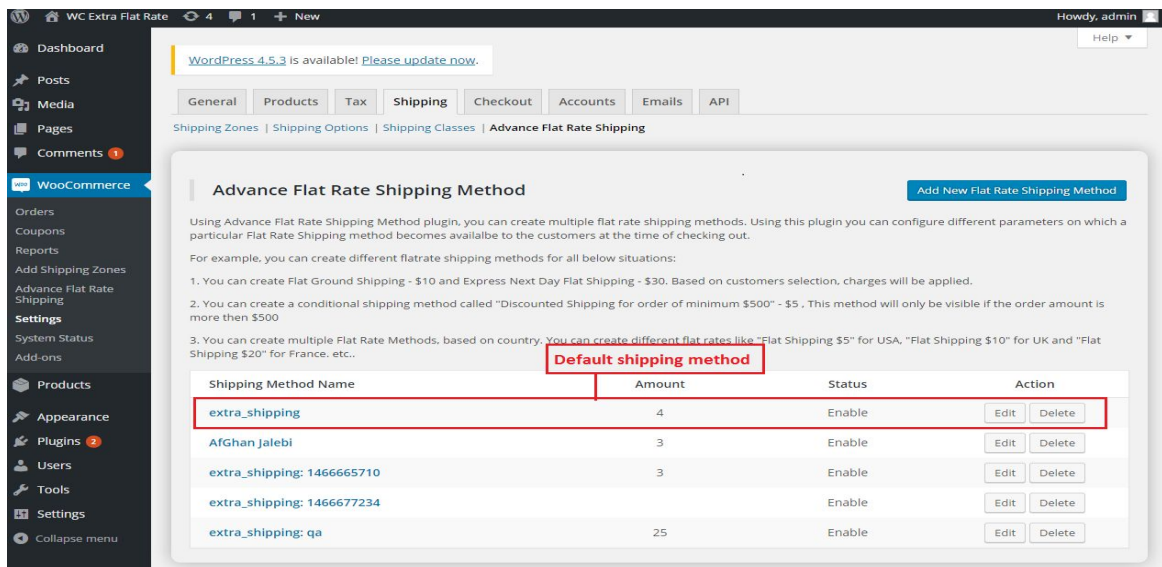 WC Extra Flat Rate 4 1 + New Howdy, admin
Help ▼
Dashboard
Posts
Media
Pages
Comments 1
WooCommerce
Orders
Coupons
Reports
Add Shipping Zones
Advance Flat Rate
Shipping
Settings
System Status
Add-ons
Products
Appearance
Plugins 2
Users
Tools
Settings
Collapse menu
WordPress 4.5.3 is available! Please update now.
General Products Tax Shipping Checkout Accounts Emails API
Shipping Zones | Shipping Options | Shipping Classes | Advance Flat Rate Shipping
Advance Flat Rate Shipping Method
Add New Flat Rate Shipping Method
Using Advance Flat Rate Shipping Method plugin, you can create multiple flat rate shipping methods. Using this plugin you can configure different parameters on which a
particular Flat Rate Shipping method becomes availalbe to the customers at the time of checking out.
For example, you can create different flatrate shipping methods for all below situations:
1. You can create Flat Ground Shipping - $10 and Express Next Day Flat Shipping - $30. Based on customers selection, charges will be applied.
2. You can create a conditional shipping method called "Discounted Shipping for order of minimum $500" - $5 , This method will only be visible if the order amount is
more then $500
3. You can create multiple Flat Rate Methods, based on country. You can create different flat rates like "Flat Shipping $5" for USA, "Flat Shipping $10" for UK and "Flat
Shipping $20" for France. etc..
Default shipping method
Shipping Method Name Amount Status Action
extra_shipping 4 Enable Edit Delete
AfGhan Jalebi 3 Enable Edit Delete
extra_shipping: 1466665710 3 Enable Edit Delete
extra_shipping: 1466677234 Enable Edit Delete
extra_shipping: qa 25 Enable Edit Delete